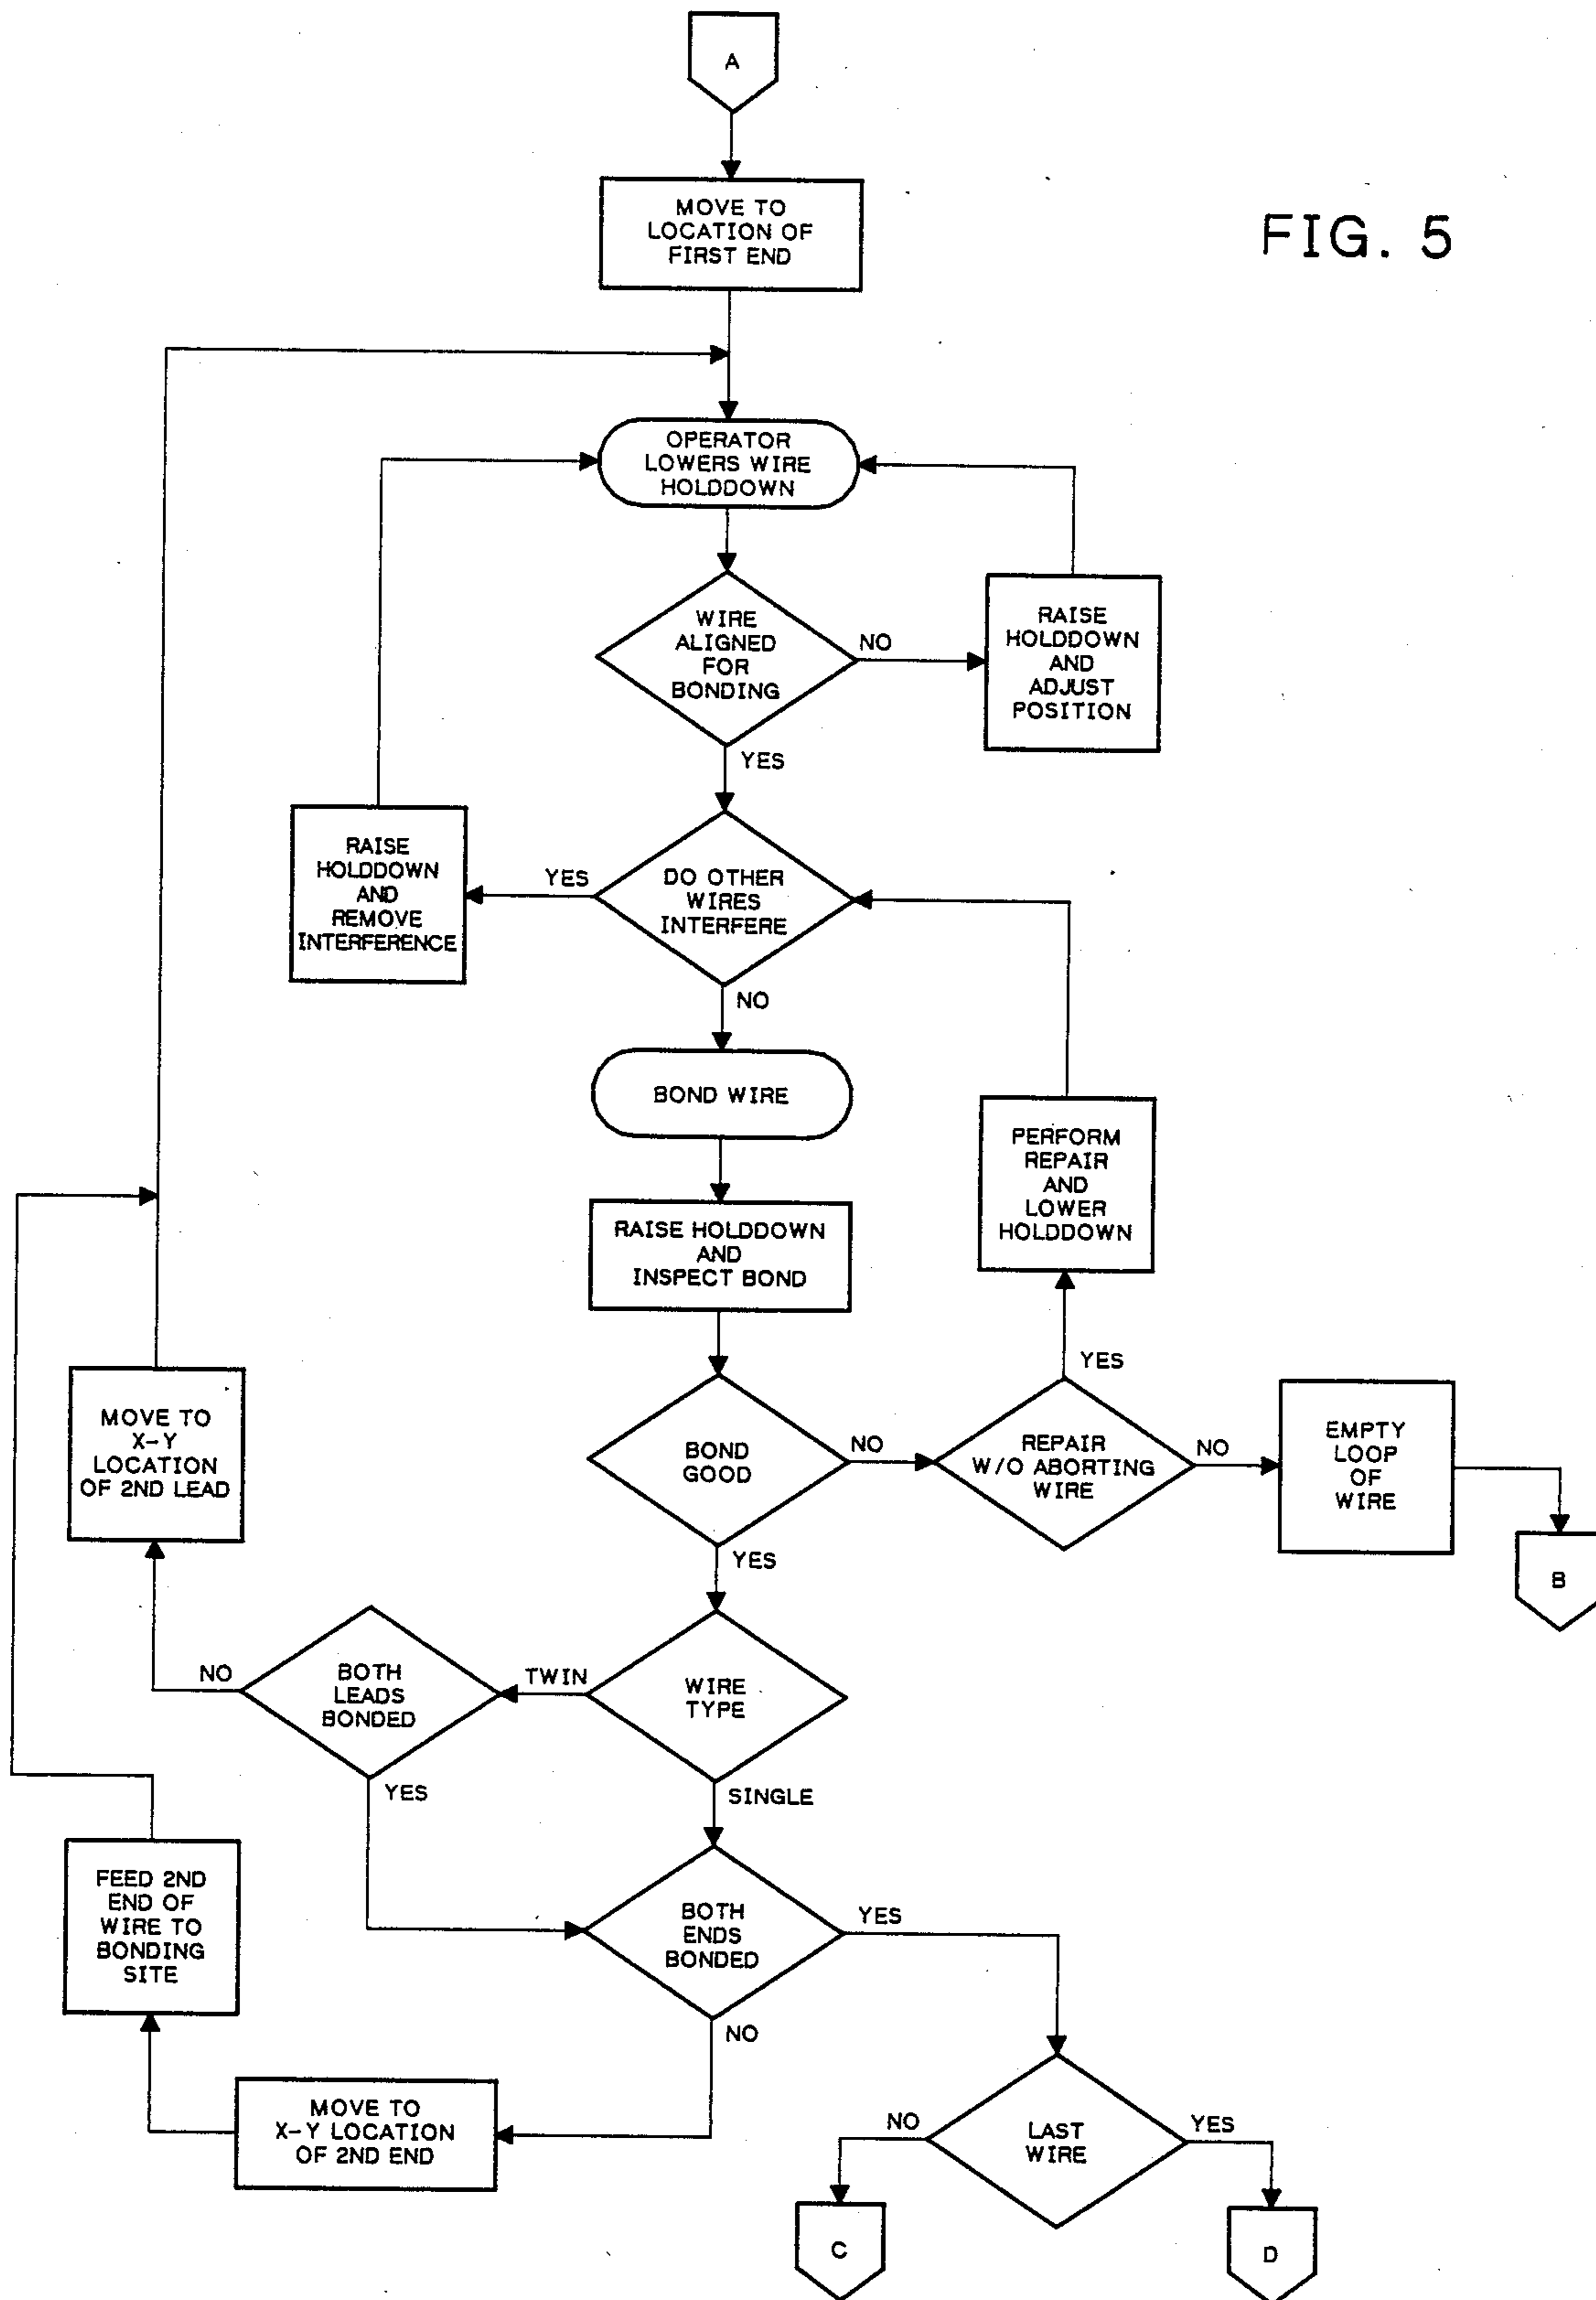 A
MOVE TO
LOCATION OF
FIRST END
FIG. 5
OPERATOR
LOWERS WIRE
HOLDDOWN
WIRE
ALIGNED
FOR
BONDING
NO
RAISE
HOLDDOWN
AND
ADJUST
POSITION
YES
RAISE
HOLDDOWN
AND
REMOVE
INTERFERENCE
YES
DO OTHER
WIRES
INTERFERE
NO
BOND WIRE
PERFORM
REPAIR
AND
LOWER
HOLDDOWN
RAISE HOLDDOWN
AND
INSPECT BOND
YES
MOVE TO
X-Y
LOCATION
OF 2ND LEAD
BOND
GOOD
NO
REPAIR
W/O ABORTING
WIRE
NO
EMPTY
LOOP
OF
WIRE
B
YES
NO
BOTH
LEADS
BONDED
TWIN
WIRE
TYPE
YES
SINGLE
FEED 2ND
END OF
WIRE TO
BONDING
SITE
BOTH
ENDS
BONDED
YES
NO
MOVE TO
X-Y LOCATION
OF 2ND END
NO
LAST
WIRE
YES
C
D